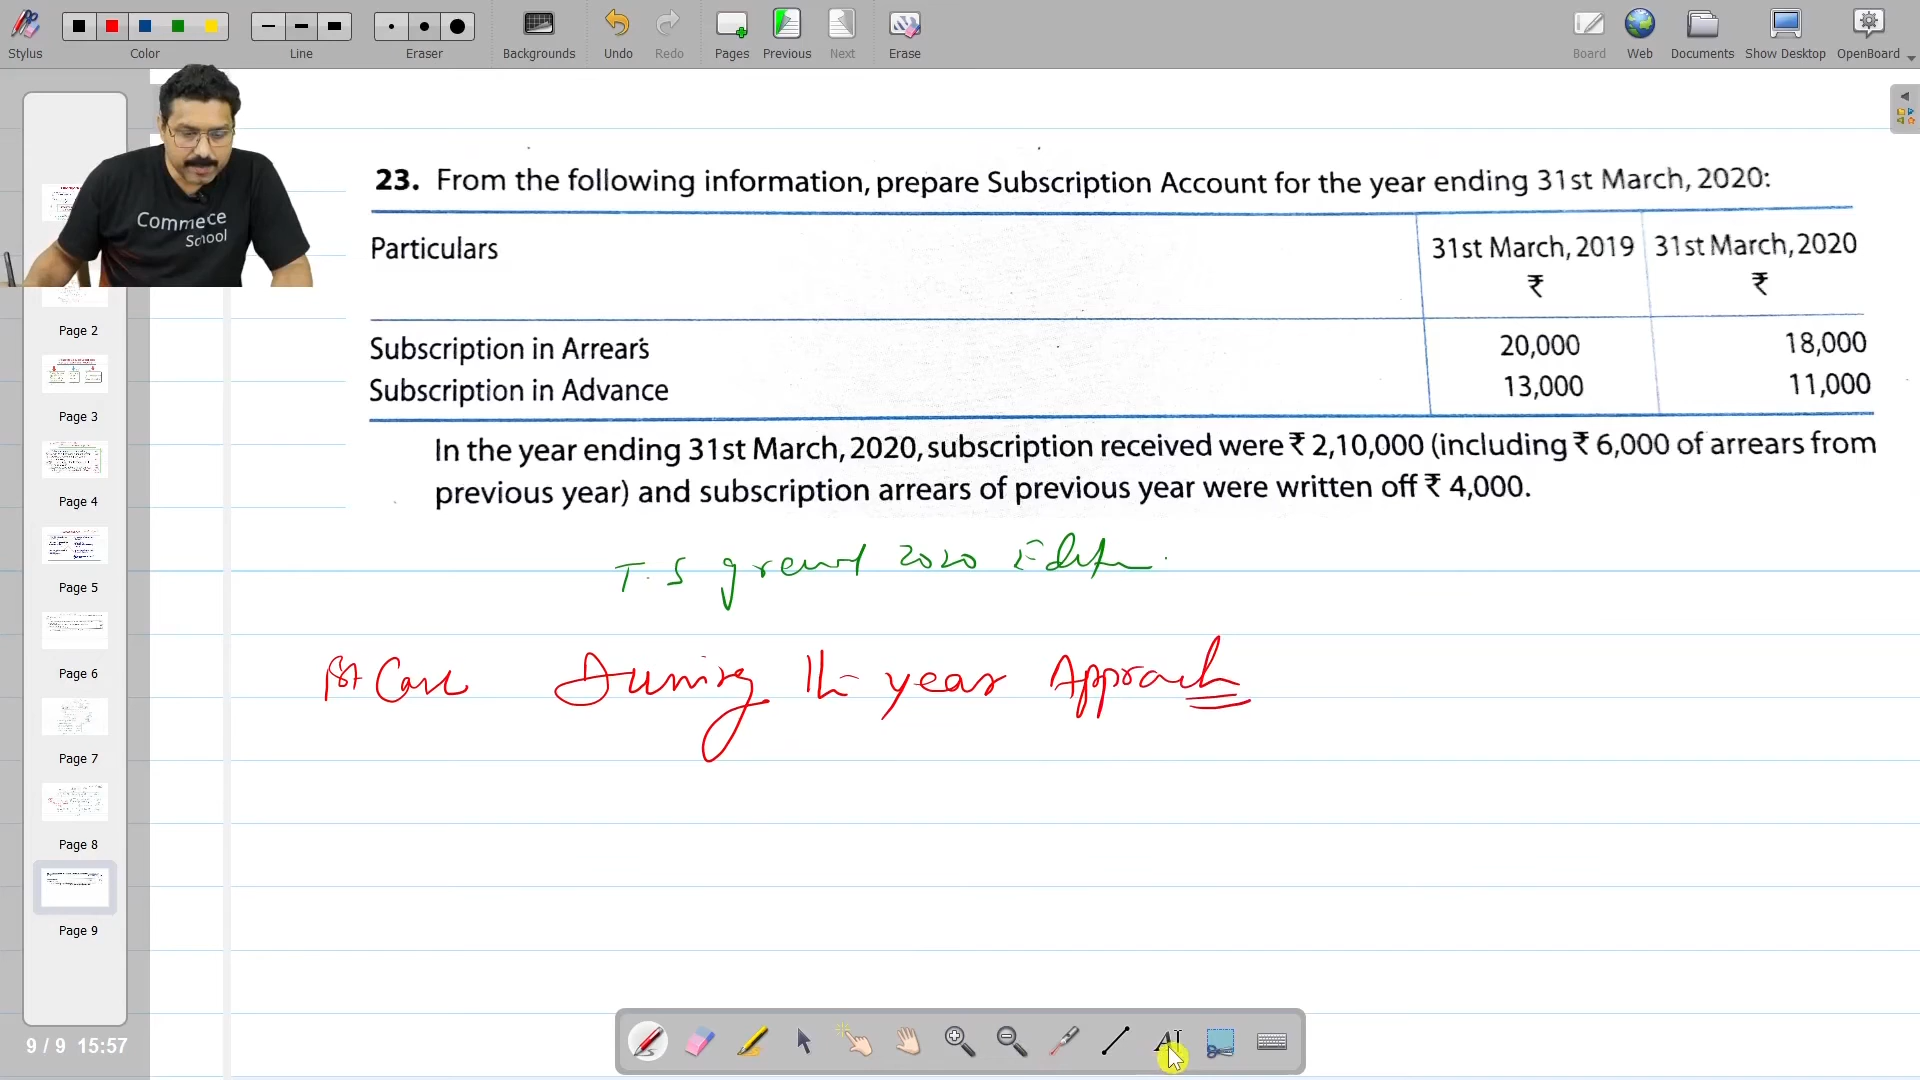 Stylus Color Line Eraser Backgrounds Undo Redo Pages Previous Next Erase Board Web Documents Show Desktop OpenBoard
Commece
School
23. From the following information, prepare Subscription Account for the year ending 31st March, 2020:
Particulars 31st March, 2019 31st March, 2020
₹ ₹
Subscription in Arrears 20,000 18,000
Subscription in Advance 13,000 11,000
In the year ending 31st March, 2020, subscription received were ₹ 2,10,000 (including ₹ 6,000 of arrears from
previous year) and subscription arrears of previous year were written off ₹ 4,000.
T.S grewal 2020 Edition
During the year Approach
Page 2
Page 3
Page 4
Page 5
Page 6
Page 7
Page 8
Page 9
9 / 9 15:57